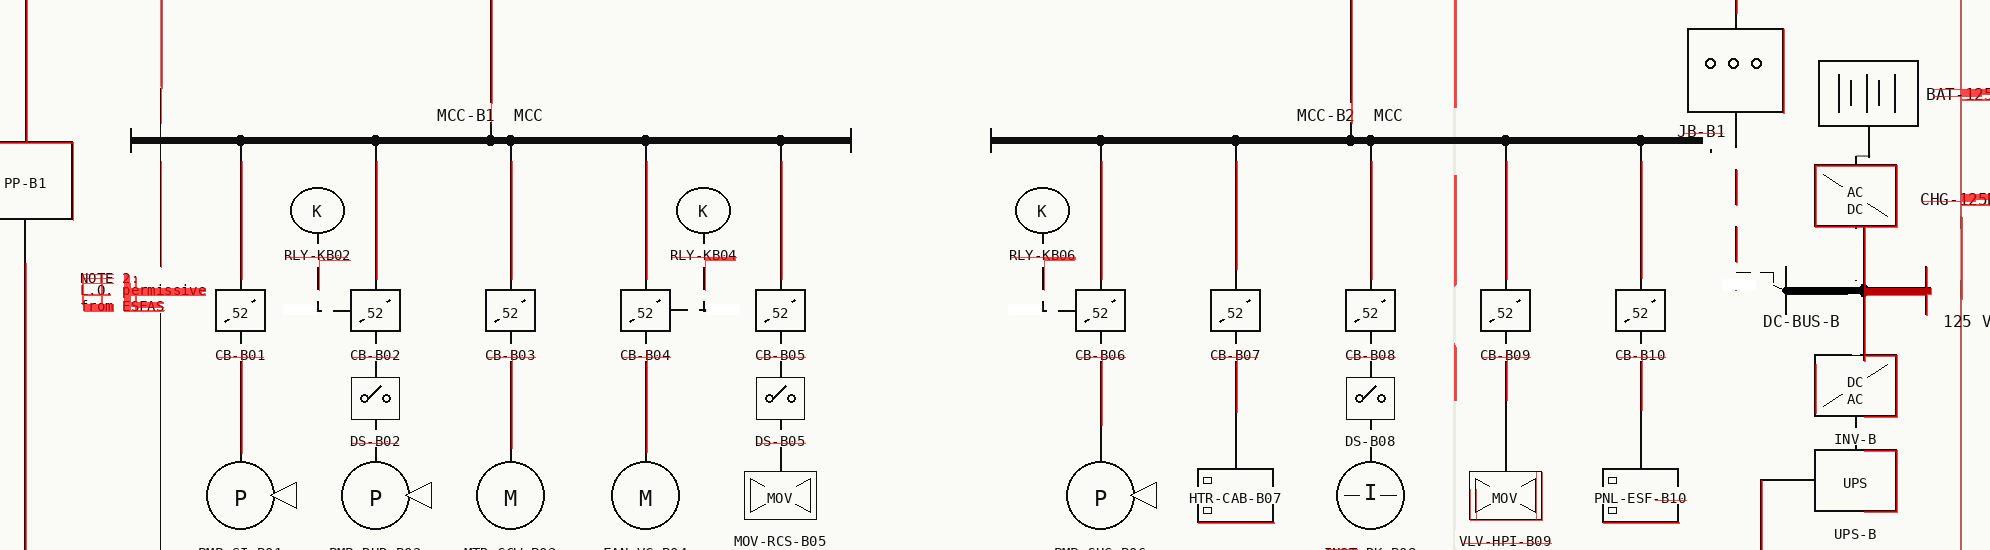 MCC-B1 MCC
MCC-B2 MCC
JB-B1
PP-B1
AC
DC
K
K
K
RLY-KB02
RLY-KB04
RLY-KB06
NOTE 2:
L.O. permissive
from ESFAS
52
52
52
52
52
52
52
52
52
52
DC-BUS-B
CB-B01
CB-B02
CB-B03
CB-B04
CB-B05
CB-B06
CB-B07
CB-B08
CB-B09
CB-B10
DC
AC
INV-B
DS-B02
DS-B05
DS-B08
P
P
M
M
MOV
P
HTR-CAB-B07
I
MOV
PNL-ESF-B10
UPS
UPS-B
MOV-RCS-B05
VLV-HPI-B09